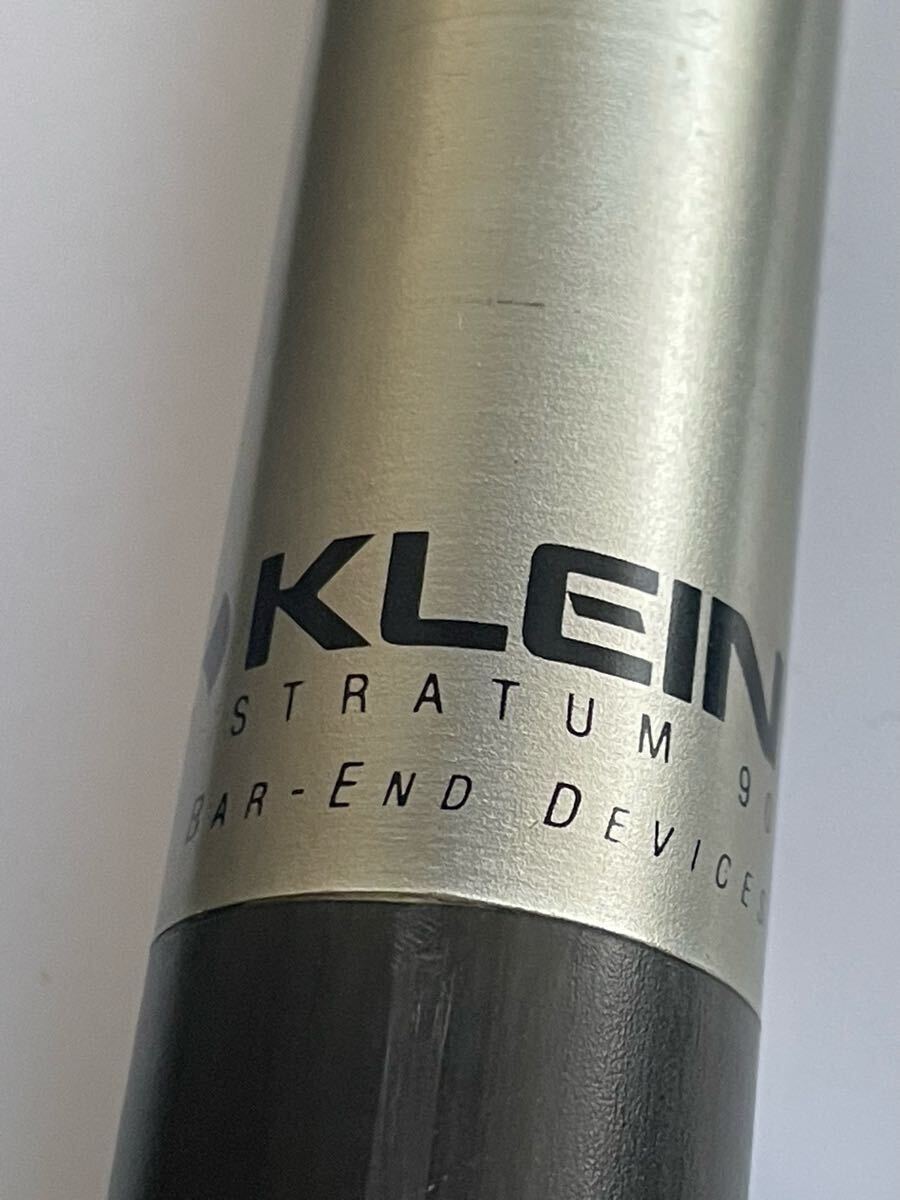 KLEIN
STRATUM 90
BAR-END DEVICES